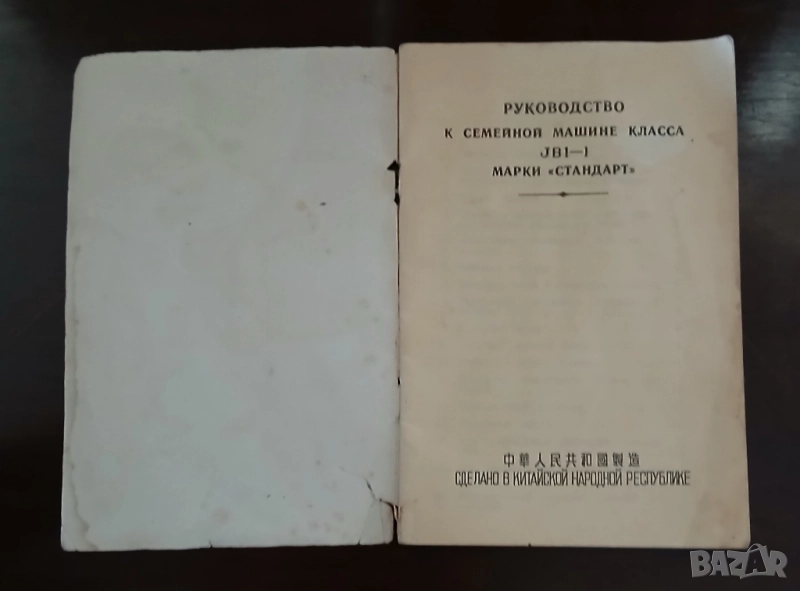 РУКОВОДСТВО
К СЕМЕЙНОЙ МАШИНЕ КЛАССА
JB1—1
МАРКИ «СТАНДАРТ»
中華人民共和國製造
СДЕЛАНО В КИТАЙСКОЙ НАРОДНОЙ РЕСПУБЛИКЕ
BAZAR